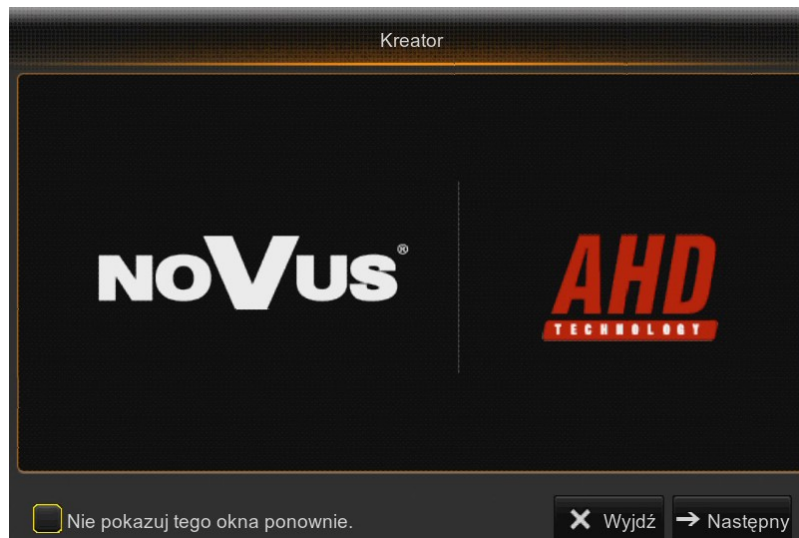 Kreator
NOVUS®
AHD
TECHNOLOGY
Nie pokazuj tego okna ponownie.
Wyjdź
Następny